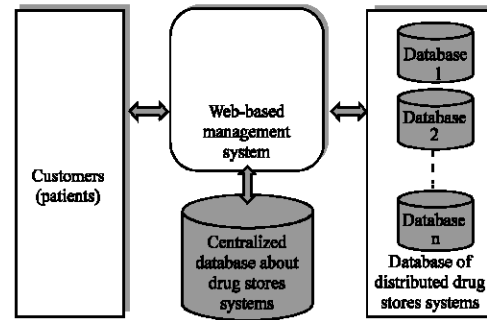 Customers
(patients)
Web-based
management
system
Centralized
database about
drug stores
systems
Database
1
Database
2
Database
n
Database of
distributed drug
stores systems